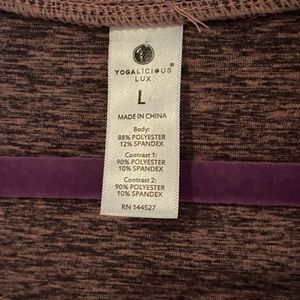 YOGALICIOUS
LUX
L
MADE IN CHINA
Body:
88% POLYESTER
12% SPANDEX
Contrast 1:
90% POLYESTER
10% SPANDEX
Contrast 2:
90% POLYESTER
10% SPANDEX
RN 144527